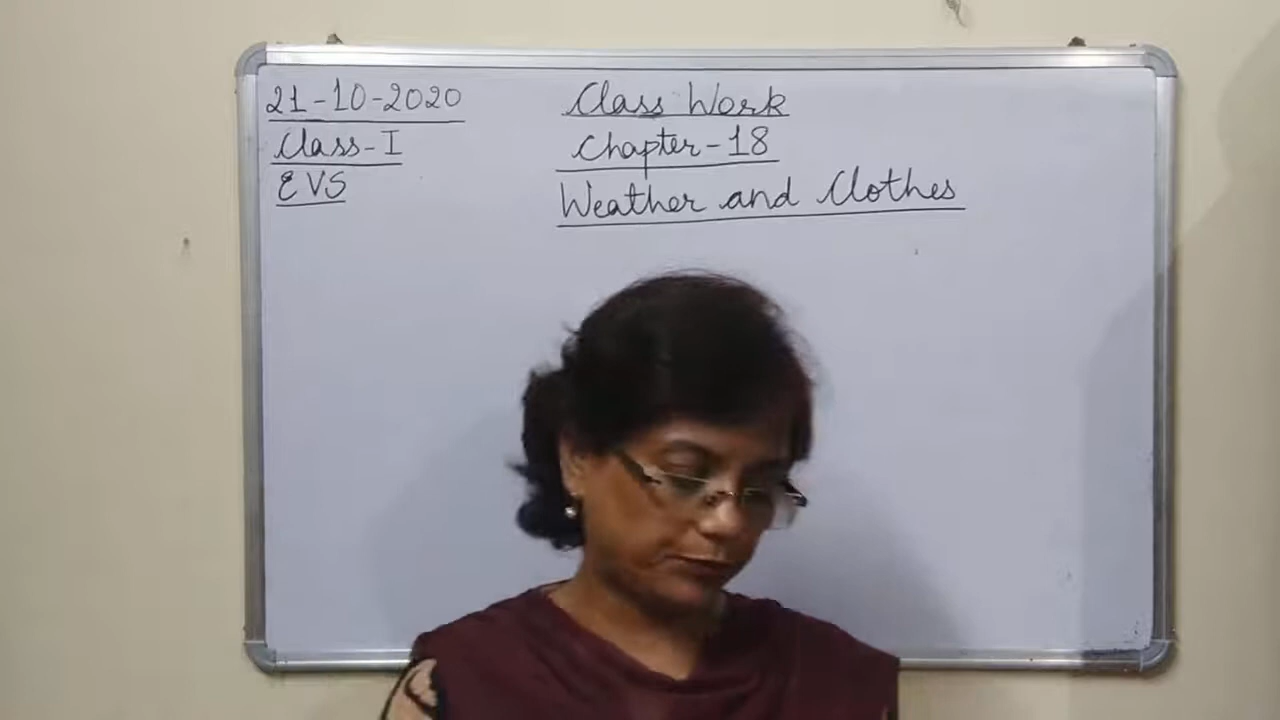 21-10-2020
Class-I
EVS
Class Work
Chapter-18
Weather and Clothes